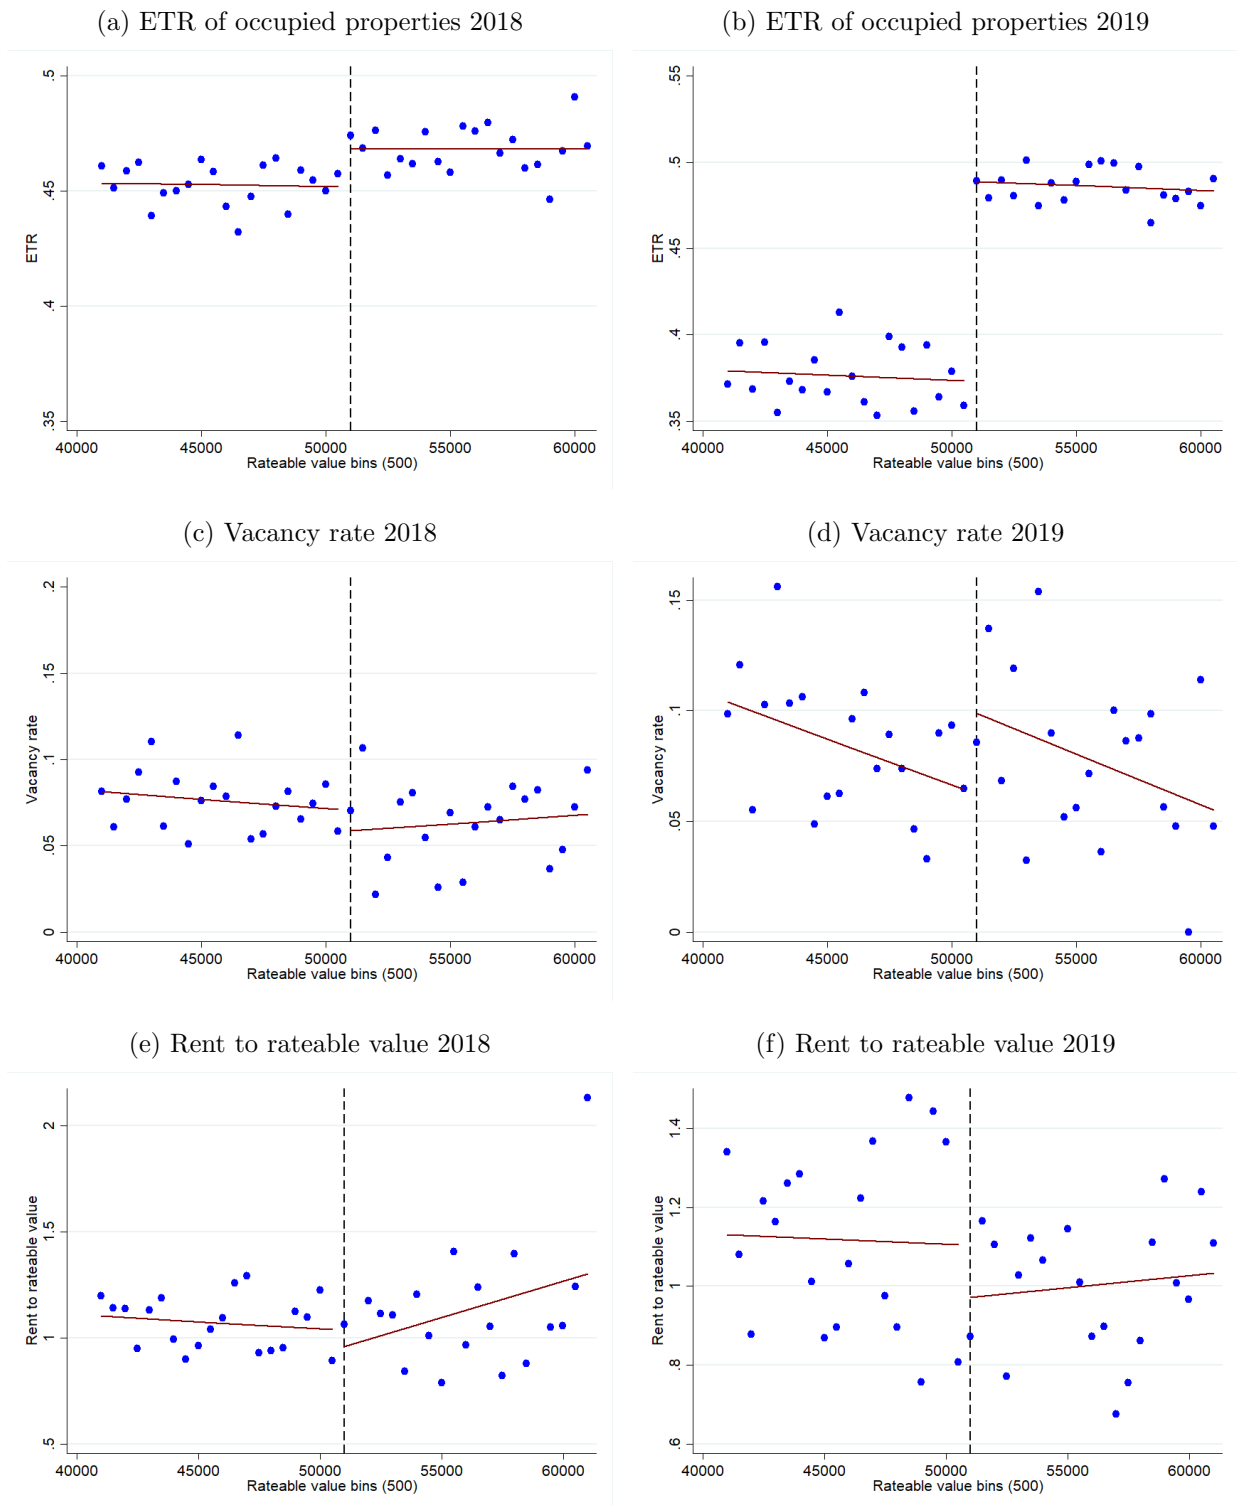 (a) ETR of occupied properties 2018
(b) ETR of occupied properties 2019
.5
.45
.4
.35
ETR
40000 45000 50000 55000 60000
Rateable value bins (500)
.55
.5
.45
.4
.35
ETR
40000 45000 50000 55000 60000
Rateable value bins (500)
(c) Vacancy rate 2018
(d) Vacancy rate 2019
.2
.15
.1
.05
0
Vacancy rate
40000 45000 50000 55000 60000
Rateable value bins (500)
.15
.1
.05
0
Vacancy rate
40000 45000 50000 55000 60000
Rateable value bins (500)
(e) Rent to rateable value 2018
(f) Rent to rateable value 2019
2
1.5
1
.5
Rent to rateable value
40000 45000 50000 55000 60000
Rateable value bins (500)
1.4
1.2
1
.8
.6
Rent to rateable value
40000 45000 50000 55000 60000
Rateable value bins (500)